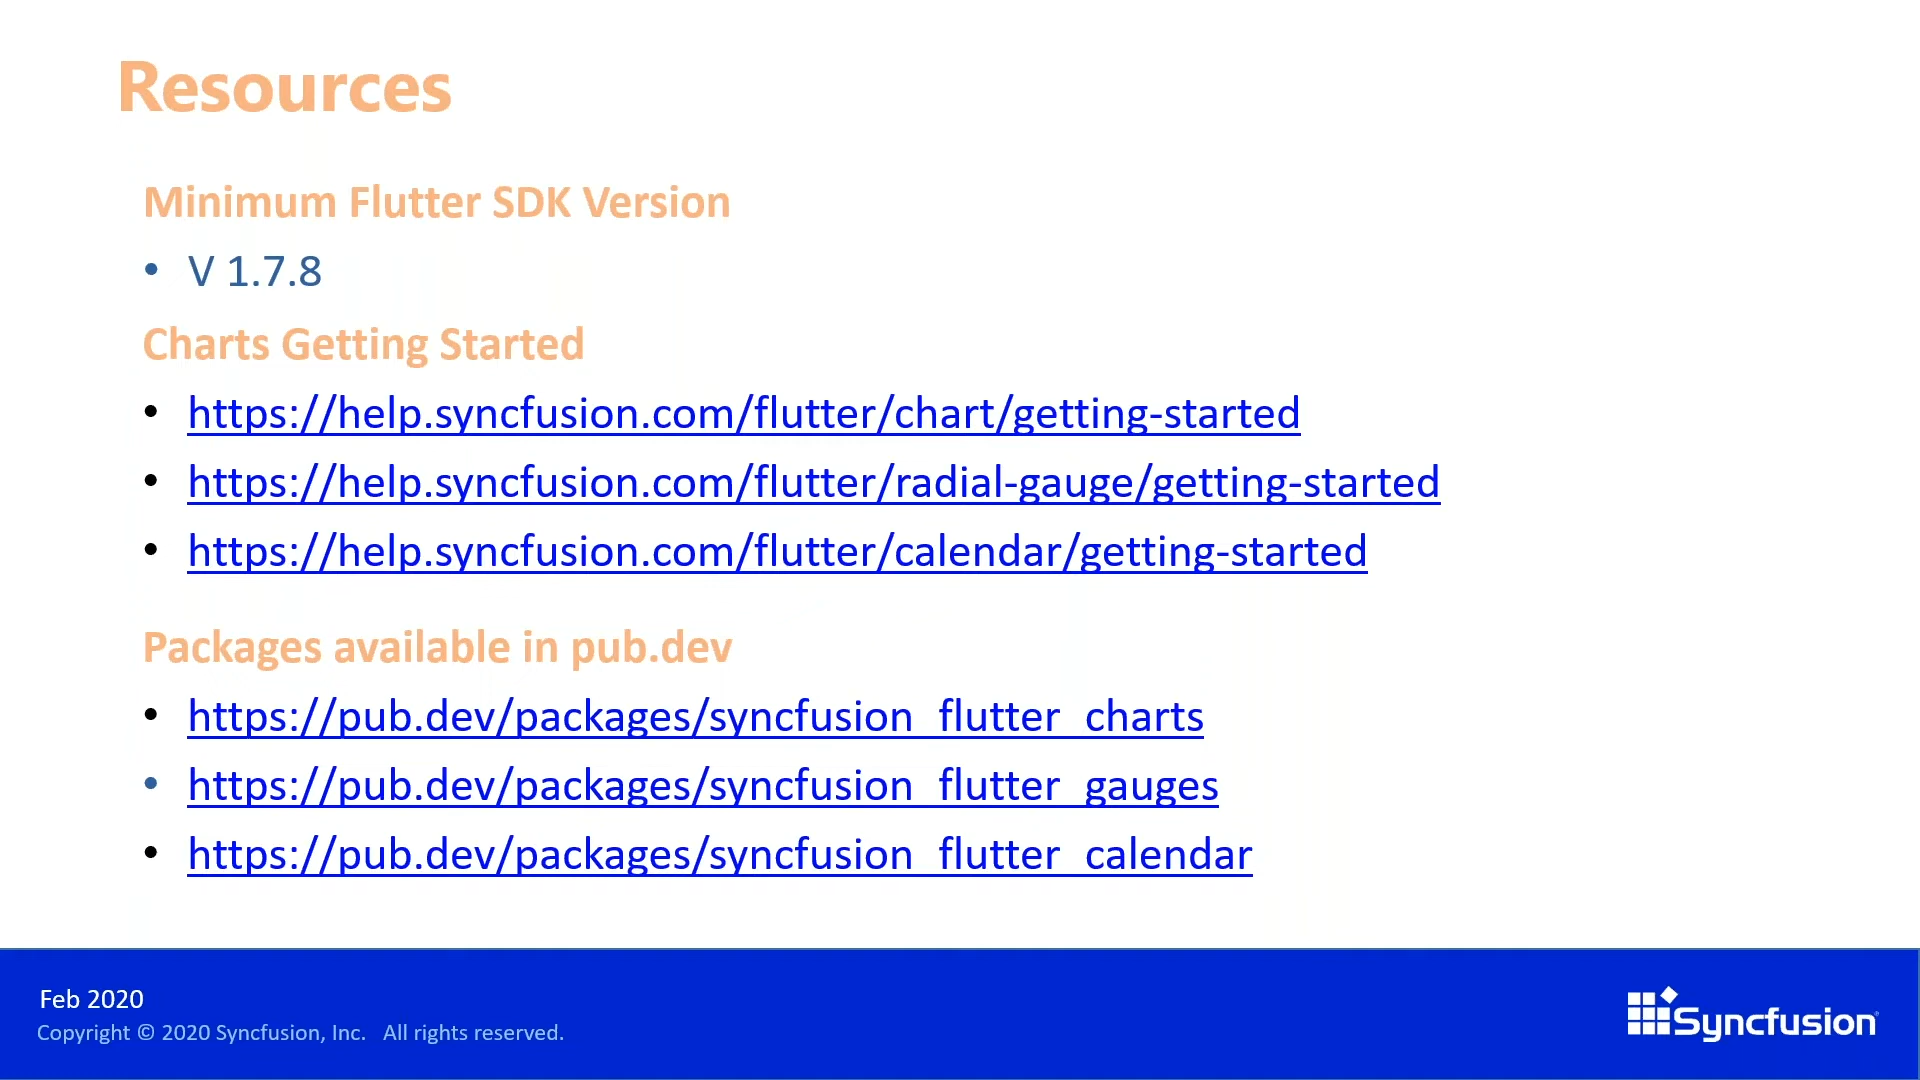 Resources
Minimum Flutter SDK Version
• V 1.7.8
Charts Getting Started
• https://help.syncfusion.com/flutter/chart/getting-started
• https://help.syncfusion.com/flutter/radial-gauge/getting-started
• https://help.syncfusion.com/flutter/calendar/getting-started
Packages available in pub.dev
• https://pub.dev/packages/syncfusion_flutter_charts
• https://pub.dev/packages/syncfusion_flutter_gauges
• https://pub.dev/packages/syncfusion_flutter_calendar
Feb 2020
Copyright © 2020 Syncfusion, Inc. All rights reserved.
Syncfusion